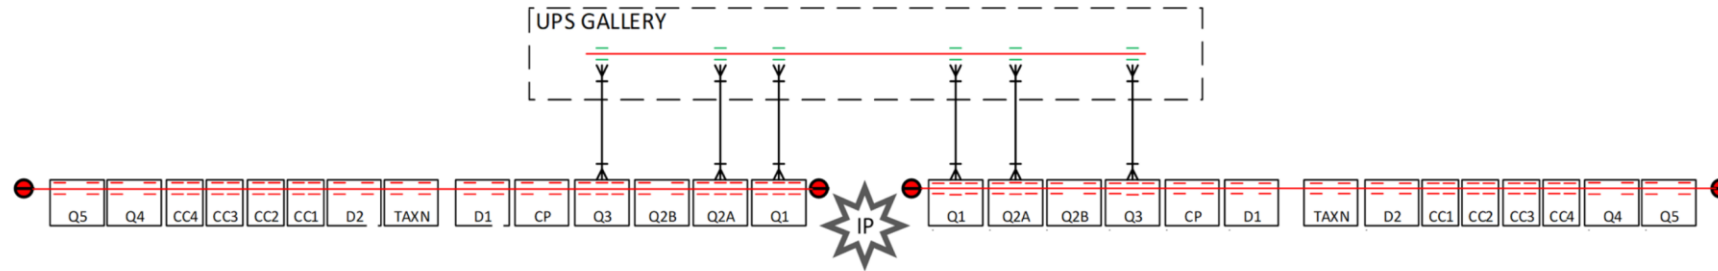 UPS GALLERY
Q5 Q4 CC4 CC3 CC2 CC1 D2 TAXN D1 CP Q3 Q2B Q2A Q1 IP Q1 Q2A Q2B Q3 CP D1 TAXN D2 CC1 CC2 CC3 CC4 Q4 Q5